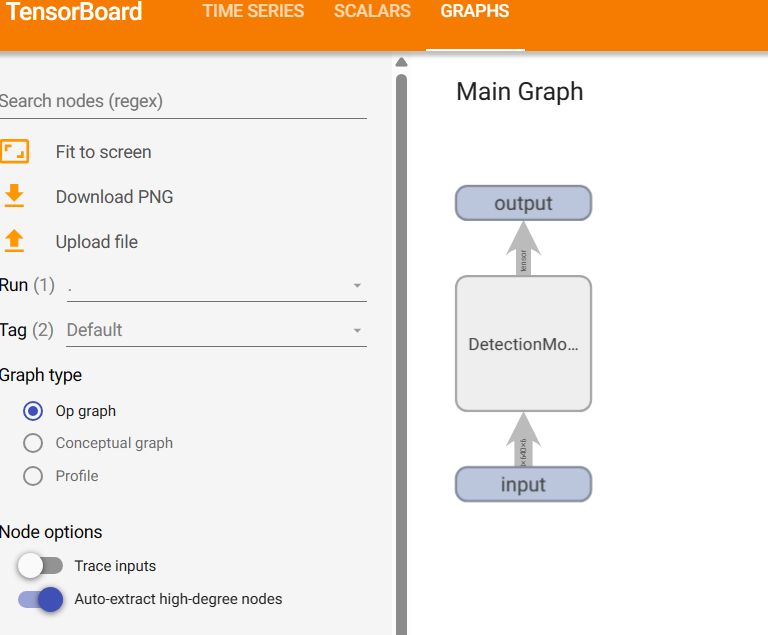 TensorBoard TIME SERIES SCALARS GRAPHS
Search nodes (regex)
Fit to screen
Download PNG
Upload file
Run (1) .
Tag (2) Default
Graph type
Op graph
Conceptual graph
Profile
Node options
Trace inputs
Auto-extract high-degree nodes
Main Graph
output
tensor
DetectionMo...
input